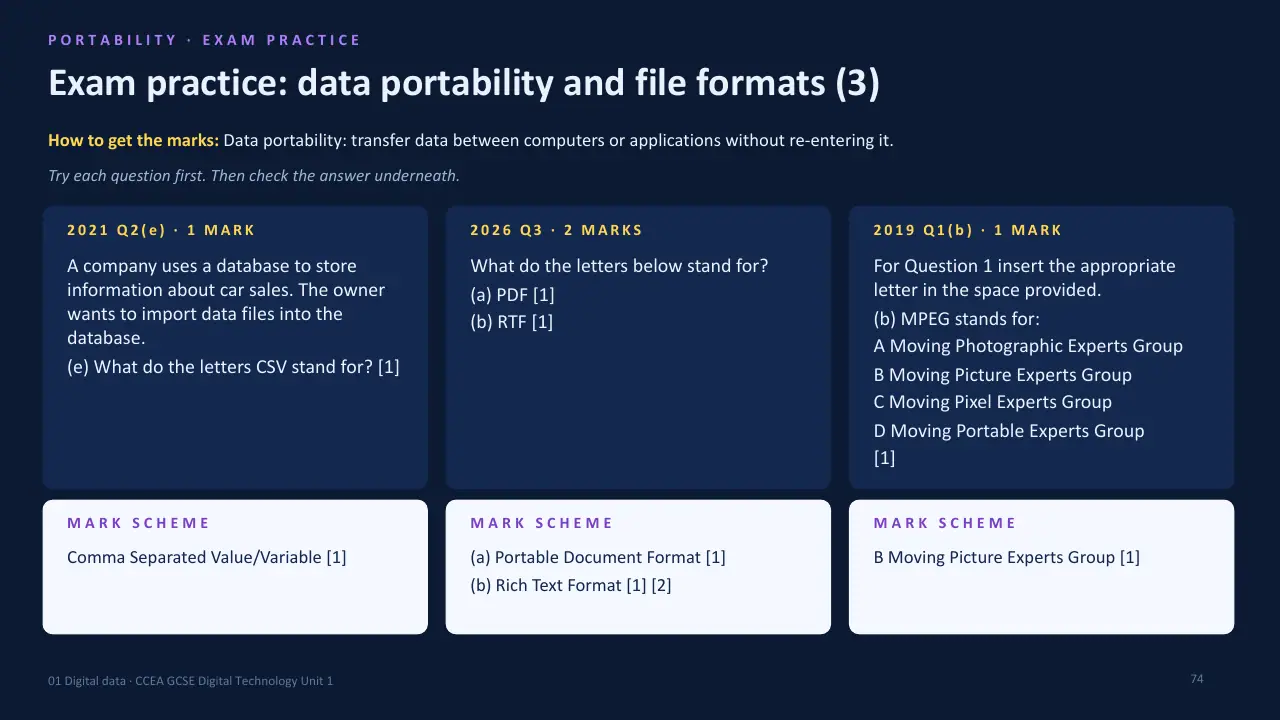 PORTABILITY · EXAM PRACTICE
Exam practice: data portability and file formats (3)
How to get the marks: Data portability: transfer data between computers or applications without re-entering it.
Try each question first. Then check the answer underneath.
2021 Q2(e) · 1 MARK
A company uses a database to store
information about car sales. The owner
wants to import data files into the
database.
(e) What do the letters CSV stand for? [1]
MARK SCHEME
Comma Separated Value/Variable [1]
2026 Q3 · 2 MARKS
What do the letters below stand for?
(a) PDF [1]
(b) RTF [1]
MARK SCHEME
(a) Portable Document Format [1]
(b) Rich Text Format [1] [2]
2019 Q1(b) · 1 MARK
For Question 1 insert the appropriate
letter in the space provided.
(b) MPEG stands for:
A Moving Photographic Experts Group
B Moving Picture Experts Group
C Moving Pixel Experts Group
D Moving Portable Experts Group
[1]
MARK SCHEME
B Moving Picture Experts Group [1]
01 Digital data · CCEA GCSE Digital Technology Unit 1
74